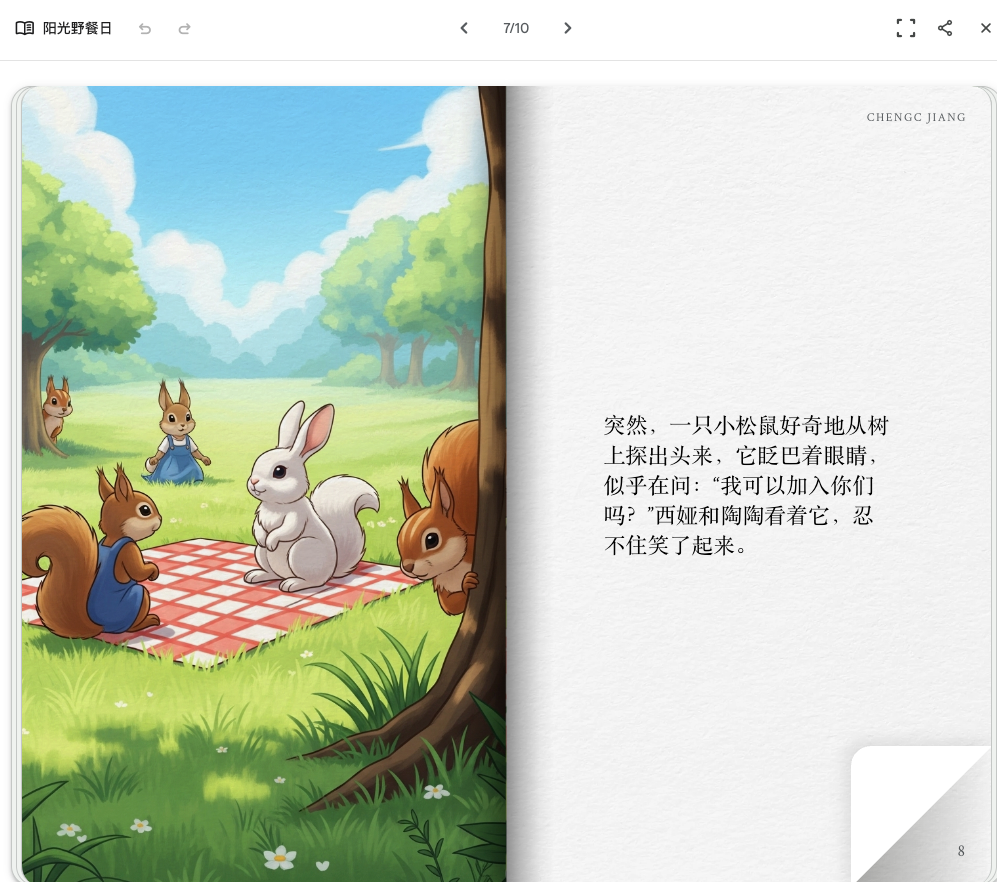 阳光野餐日
7/10
CHENGC JIANG
突然，一只小松鼠好奇地从树
上探出头来，它眨巴着眼睛，
似乎在问：“我可以加入你们
吗？”西娅和陶陶看着它，忍
不住笑了起来。
8